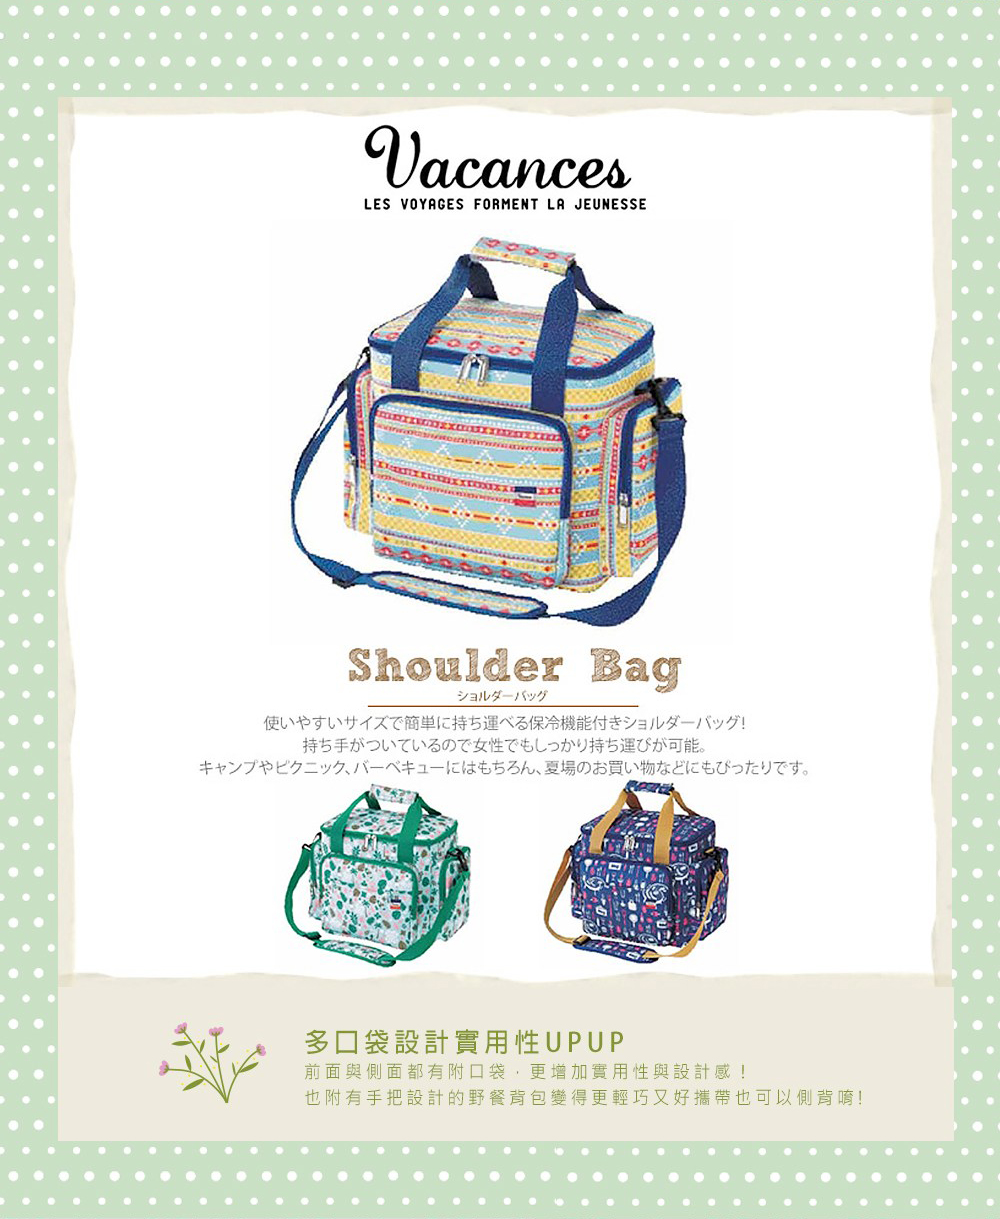 Vacances
LES VOYAGES FORMENT LA JEUNESSE
Shoulder Bag
ショルダーバッグ
使いやすいサイズで簡単に持ち運べる保冷機能付きショルダーバッグ!
持ち手がついているので女性でもしっかり持ち運びが可能。
キャンプやピクニック、バーベキューにはもちろん、夏場のお買い物などにもぴったりです。
多口袋設計實用性UPUP
前面與側面都有附口袋，更增加實用性與設計感！
也附有手把設計的野餐背包變得更輕巧又好攜帶也可以側背唷!